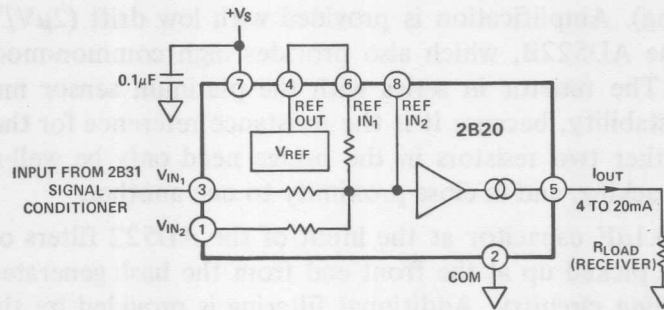 +VS
0.1µF
7
4
6
8
REF
OUT
REF
IN1
REF
IN2
2B20
VREF
INPUT FROM 2B31
SIGNAL
CONDITIONER
VIN1
3
VIN2
1
5
IOUT
4 TO 20mA
2
COM
RLOAD
(RECEIVER)